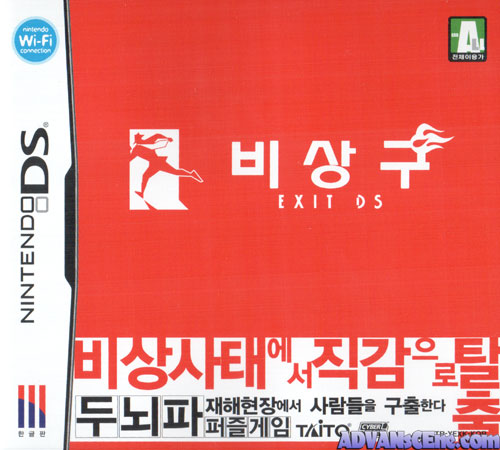 nintendo
Wi-Fi
connection
ALL
전체이용가
NINTENDO DS
비상구
EXIT DS
비상사태에서 직감으로 탈출
두뇌파 재해현장에서 사람들을 구출한다
퍼즐게임 TAITO CYBER
한글판
ADVANsCEne.com